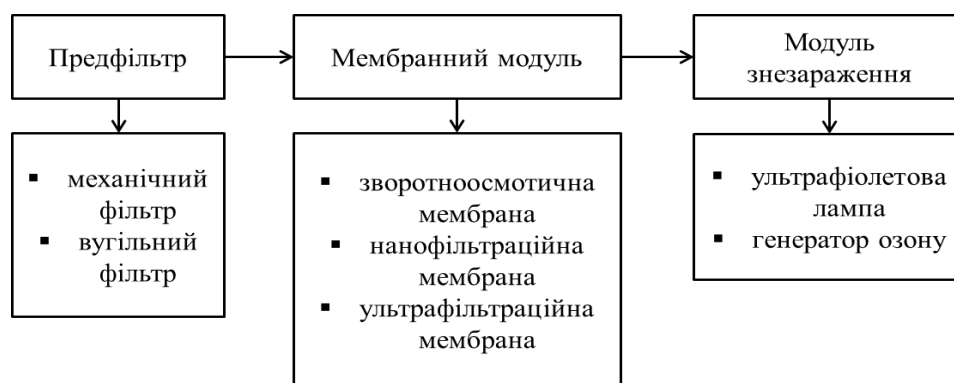 Предфільтр
Мембранний модуль
Модуль
знезараження
▪ механічний
фільтр
▪ вугільний
фільтр
▪ зворотноосмотична
мембрана
▪ нанофільтраційна
мембрана
▪ ультрафільтраційна
мембрана
▪ ультрафіолетова
лампа
▪ генератор озону